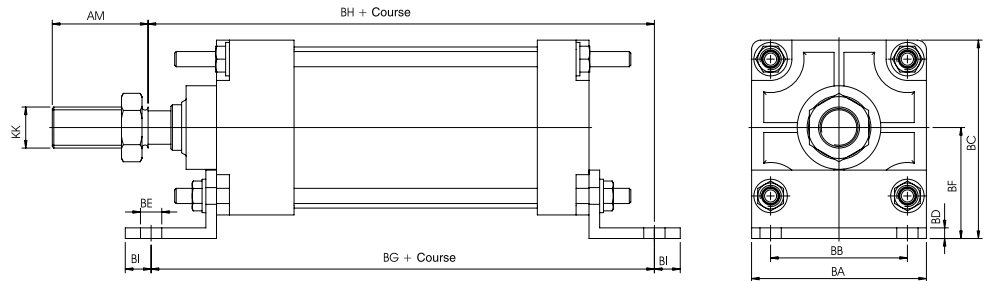 AM
BH + Course
KK
BE
BI
BG + Course
BI
BC
BF
BD
BB
BA